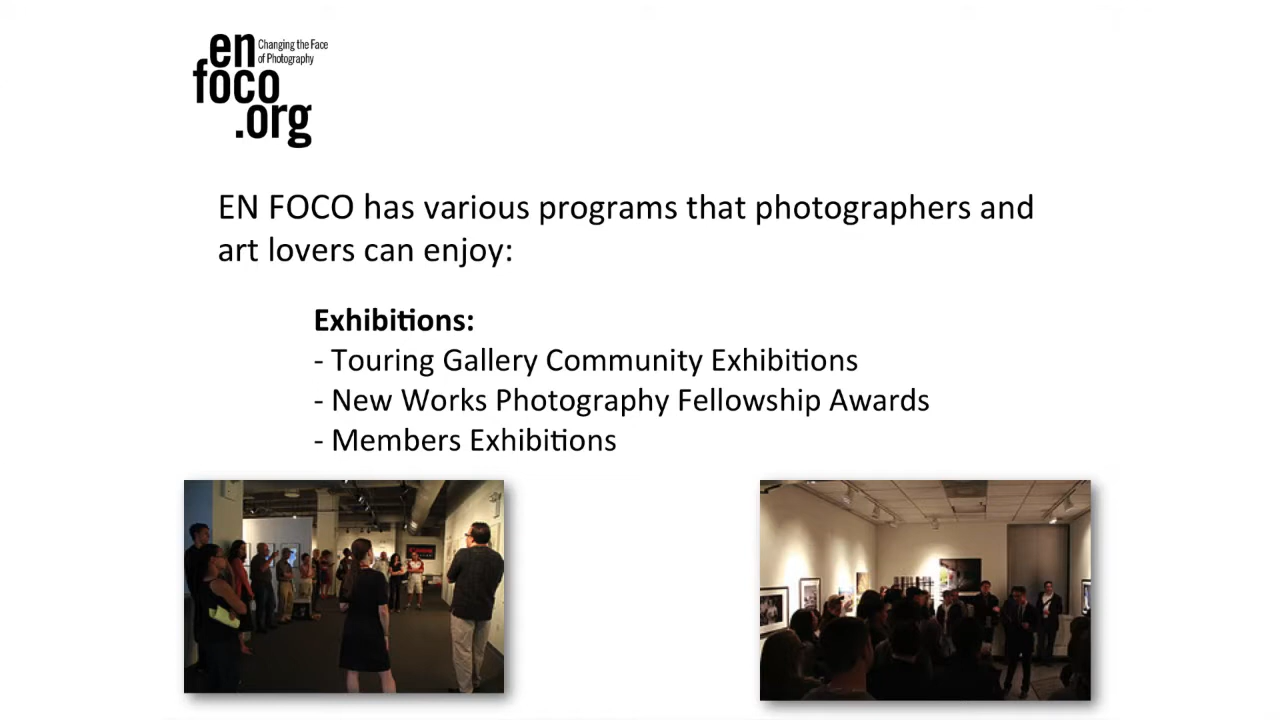 en
Changing the Face
of Photography
foco
.org
EN FOCO has various programs that photographers and
art lovers can enjoy:
Exhibitions:
- Touring Gallery Community Exhibitions
- New Works Photography Fellowship Awards
- Members Exhibitions